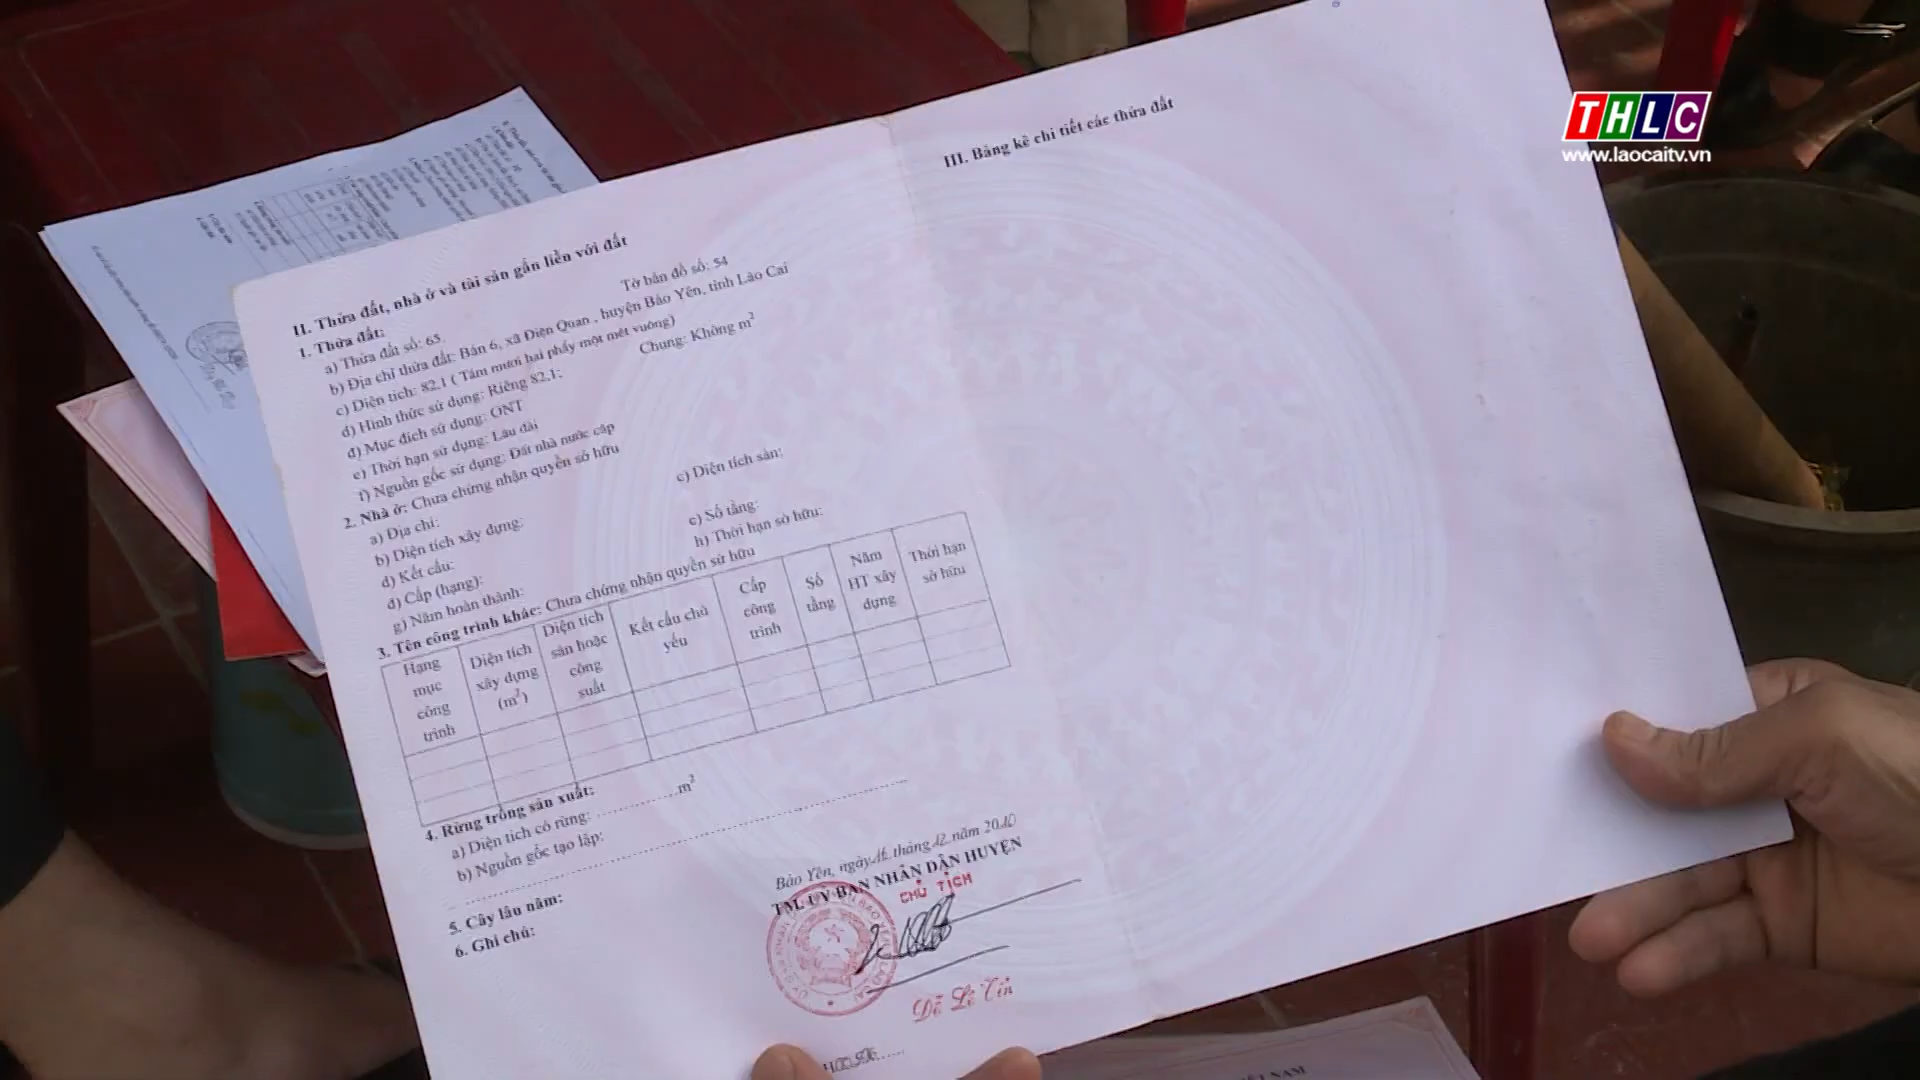 THLC
www.laocaitv.vn
III. Bảng kê chi tiết các thửa đất
II. Thửa đất, nhà ở và tài sản gắn liền với đất
1. Thửa đất:
a) Thửa đất số: 65. Tờ bản đồ số: 54
b) Địa chỉ thửa đất: Bản 6, xã Điện Quan , huyện Bảo Yên, tỉnh Lào Cai
c) Diện tích: 82.1 ( Tám mươi hai phẩy một mét vuông)
d) Hình thức sử dụng: Riêng 82.1; Chung: Không m²
đ) Mục đích sử dụng: ONT
e) Thời hạn sử dụng: Lâu dài
f) Nguồn gốc sử dụng: Đất nhà nước cấp
2. Nhà ở: Chưa chứng nhận quyền sở hữu
a) Địa chỉ:
b) Diện tích xây dựng: c) Diện tích sàn:
d) Kết cấu:
đ) Cấp (hạng): e) Số tầng:
g) Năm hoàn thành: h) Thời hạn sở hữu:
3. Tên công trình khác: Chưa chứng nhận quyền sử hữu
Hạng mục công trình
Diện tích xây dựng (m²)
Diện tích sàn hoặc công suất
Kết cấu chủ yếu
Cấp công trình
Số tầng
Năm HT xây dựng
Thời hạn sở hữu
4. Rừng trồng sản xuất:
a) Diện tích có rừng: ................m²
b) Nguồn gốc tạo lập:
5. Cây lâu năm:
6. Ghi chú:
Bảo Yên, ngày 16 tháng 12 năm 2010
TM. UỶ BAN NHÂN DÂN HUYỆN
CHỦ TỊCH
Đỗ Lê Tên